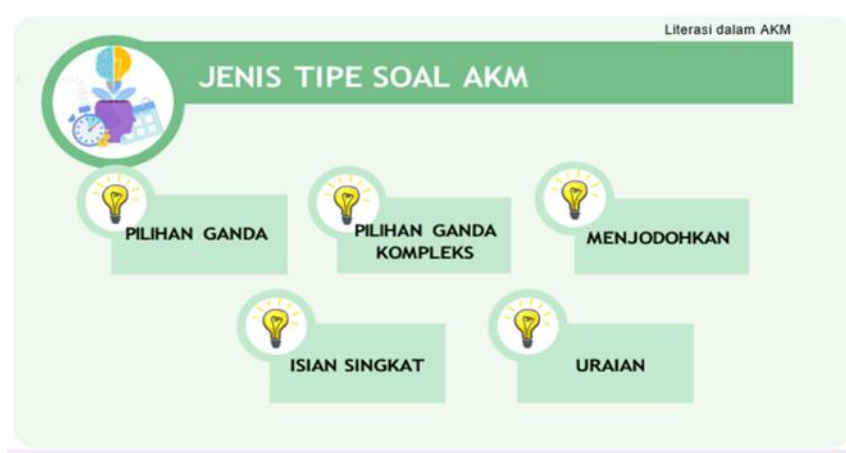 Literasi dalam AKM
JENIS TIPE SOAL AKM
PILIHAN GANDA
PILIHAN GANDA
KOMPLEKS
MENJODOHKAN
ISIAN SINGKAT
URAIAN